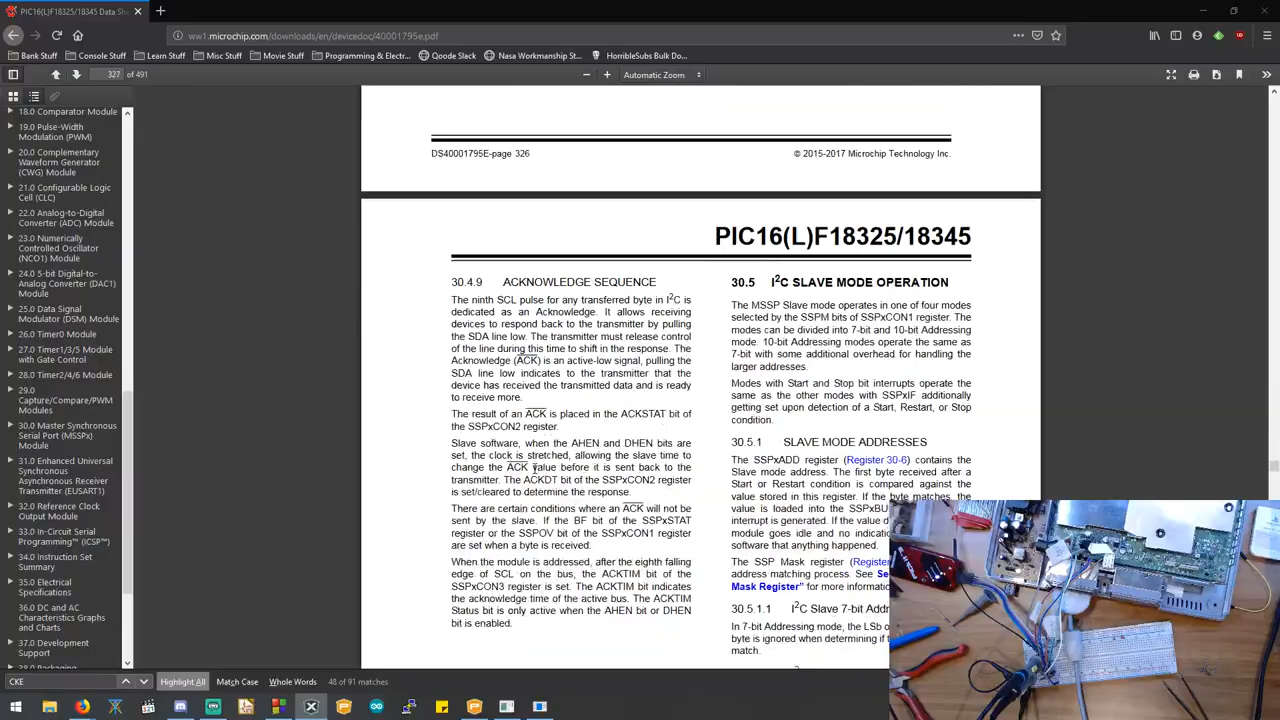 PIC16(L)F18325/18345 Data She
ww1.microchip.com/downloads/en/devicedoc/40001795e.pdf
Bank Stuff
Console Stuff
Learn Stuff
Misc Stuff
Movie Stuff
Programming & Electr...
Qoode Slack
Nasa Workmanship St...
HorribleSubs Bulk Do...
327 of 491
Automatic Zoom
18.0 Comparator Module
19.0 Pulse-Width
Modulation (PWM)
20.0 Complementary
Waveform Generator
(CWG) Module
21.0 Configurable Logic
Cell (CLC)
22.0 Analog-to-Digital
Converter (ADC) Module
23.0 Numerically
Controlled Oscillator
(NCO1) Module
24.0 5-bit Digital-to-
Analog Converter (DAC1)
Module
25.0 Data Signal
Modulator (DSM) Module
26.0 Timer0 Module
27.0 Timer1/3/5 Module
with Gate Control
28.0 Timer2/4/6 Module
29.0
Capture/Compare/PWM
Modules
30.0 Master Synchronous
Serial Port (MSSPx)
Module
31.0 Enhanced Universal
Synchronous
Asynchronous Receiver
Transmitter (EUSART1)
32.0 Reference Clock
Output Module
33.0 In-Circuit Serial
Programming™ (ICSP™)
34.0 Instruction Set
Summary
35.0 Electrical
Specifications
36.0 DC and AC
Characteristics Graphs
and Charts
37.0 Development
Support
38.0 Packaging
DS40001795E-page 326
© 2015-2017 Microchip Technology Inc.
PIC16(L)F18325/18345
30.4.9 ACKNOWLEDGE SEQUENCE
The ninth SCL pulse for any transferred byte in I2C is
dedicated as an Acknowledge. It allows receiving
devices to respond back to the transmitter by pulling
the SDA line low. The transmitter must release control
of the line during this time to shift in the response. The
Acknowledge (ACK) is an active-low signal, pulling the
SDA line low indicates to the transmitter that the
device has received the transmitted data and is ready
to receive more.
The result of an ACK is placed in the ACKSTAT bit of
the SSPxCON2 register.
Slave software, when the AHEN and DHEN bits are
set, the clock is stretched, allowing the slave time to
change the ACK value before it is sent back to the
transmitter. The ACKDT bit of the SSPxCON2 register
is set/cleared to determine the response.
There are certain conditions where an ACK will not be
sent by the slave. If the BF bit of the SSPxSTAT
register or the SSPOV bit of the SSPxCON1 register
are set when a byte is received.
When the module is addressed, after the eighth falling
edge of SCL on the bus, the ACKTIM bit of the
SSPxCON3 register is set. The ACKTIM bit indicates
the acknowledge time of the active bus. The ACKTIM
Status bit is only active when the AHEN bit or DHEN
bit is enabled.
30.5 I2C SLAVE MODE OPERATION
The MSSP Slave mode operates in one of four modes
selected by the SSPM bits of SSPxCON1 register. The
modes can be divided into 7-bit and 10-bit Addressing
mode. 10-bit Addressing modes operate the same as
7-bit with some additional overhead for handling the
larger addresses.
Modes with Start and Stop bit interrupts operate the
same as the other modes with SSPxIF additionally
getting set upon detection of a Start, Restart, or Stop
condition.
30.5.1 SLAVE MODE ADDRESSES
The SSPxADD register (Register 30-6) contains the
Slave mode address. The first byte received after a
Start or Restart condition is compared against the
value stored in this register. If the byte matches, the
value is loaded into the SSPxBU
interrupt is generated. If the value d
module goes idle and no indicatio
software that anything happened.
The SSP Mask register (Register
address matching process. See Se
Mask Register" for more informatio
30.5.1.1 I2C Slave 7-bit Addr
In 7-bit Addressing mode, the LSb o
byte is ignored when determining if t
match.
CKE
Highlight All
Match Case
Whole Words
48 of 91 matches